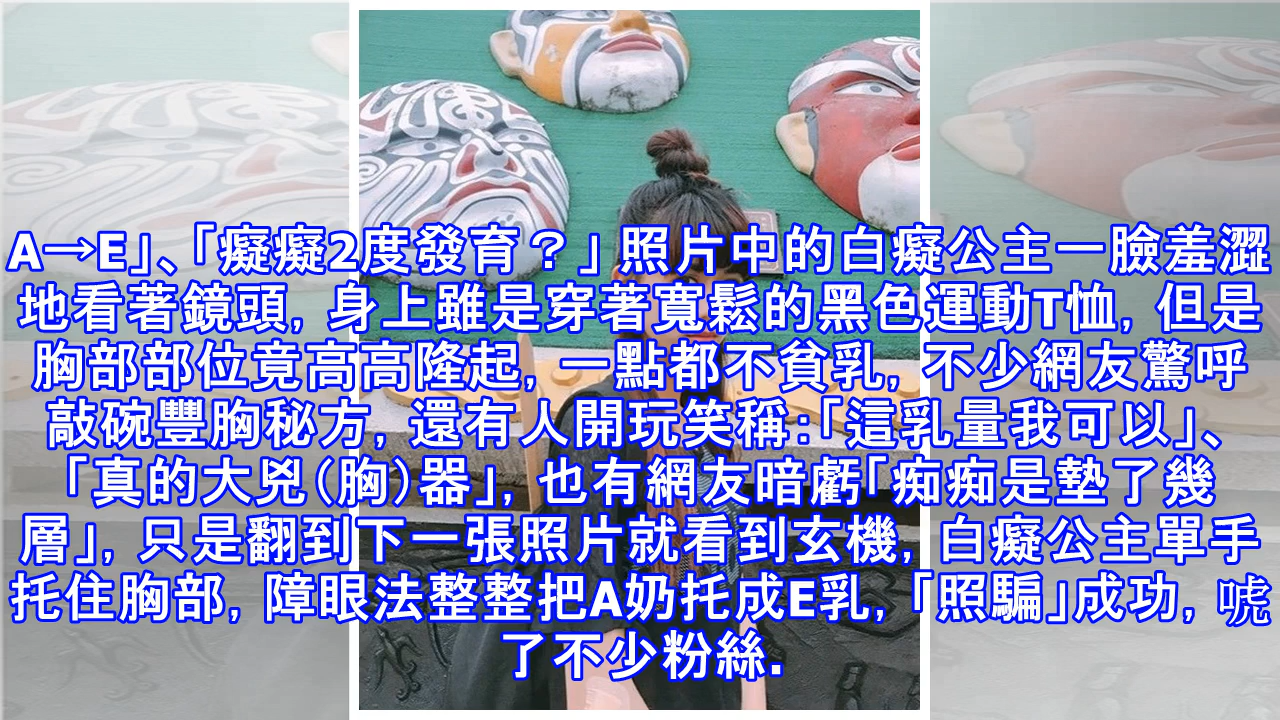 A→E」、「癡癡2度發育？」照片中的白癡公主一臉羞澀
地看著鏡頭, 身上雖是穿著寬鬆的黑色運動T恤, 但是
胸部部位竟高高隆起, 一點都不貧乳, 不少網友驚呼
敲碗豐胸秘方, 還有人開玩笑稱:「這乳量我可以」、
「真的大兇(胸)器」, 也有網友暗虧「痴痴是墊了幾
層」, 只是翻到下一張照片就看到玄機, 白癡公主單手
托住胸部, 障眼法整整把A奶托成E乳, 「照騙」成功, 唬
了不少粉絲.